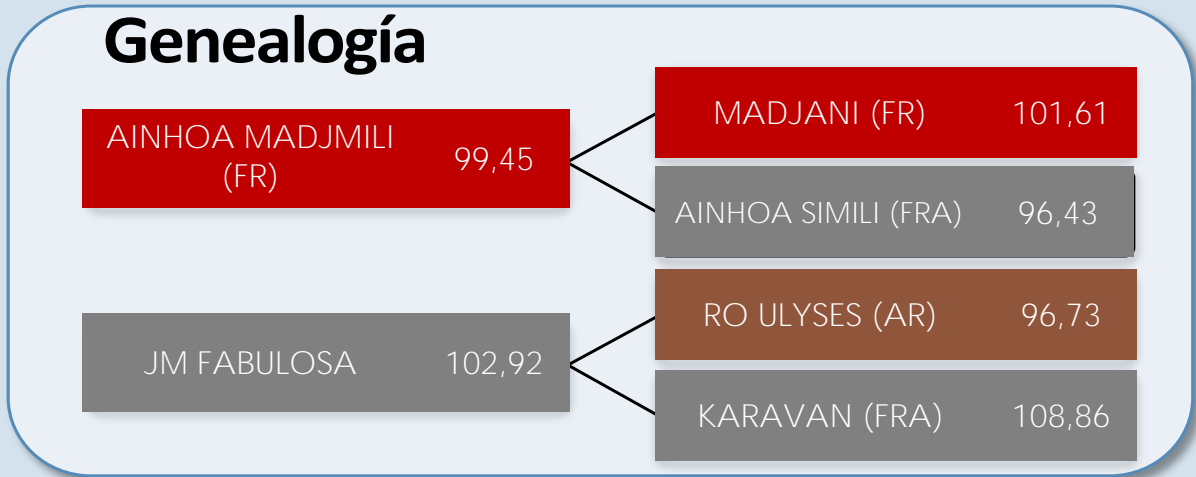 Genealogía
AINHOA MADJMILI
(FR) 99,45
MADJANI (FR) 101,61
AINHOA SIMILI (FRA) 96,43
JM FABULOSA 102,92
RO ULYSES (AR) 96,73
KARAVAN (FRA) 108,86